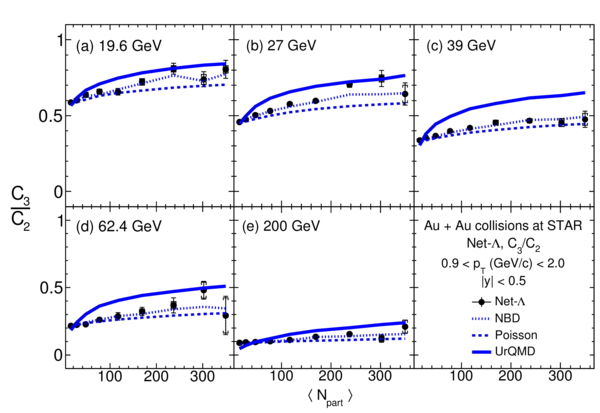 (a) 19.6 GeV
(b) 27 GeV
(c) 39 GeV
1
0.5
0
C3/C2
(d) 62.4 GeV
(e) 200 GeV
Au + Au collisions at STAR
Net-Λ, C3/C2
0.9 < pT (GeV/c) < 2.0
|y| < 0.5
Net-Λ
NBD
Poisson
UrQMD
1
0.5
0
100 200 300 100 200 300 100 200 300
⟨ Npart ⟩